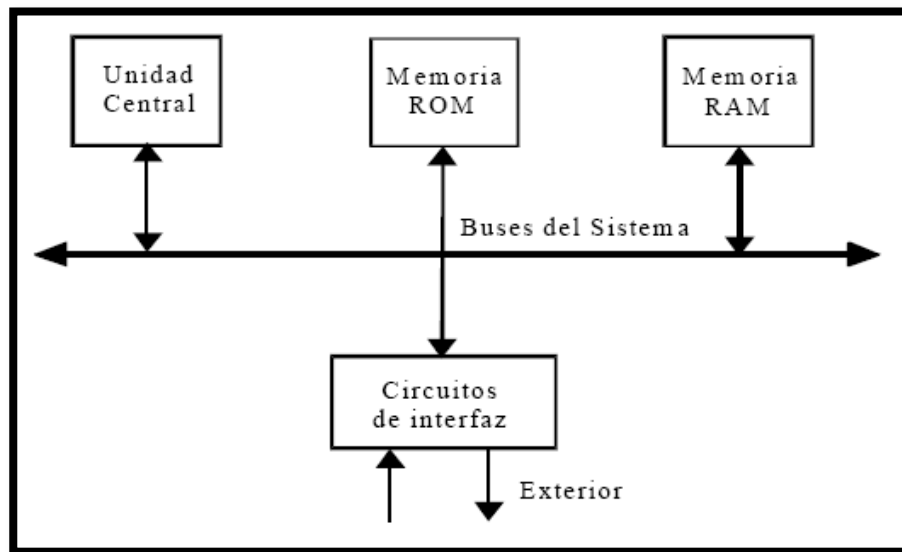 Unidad
Central
Memoria
ROM
Memoria
RAM
Buses del Sistema
Circuitos
de interfaz
Exterior